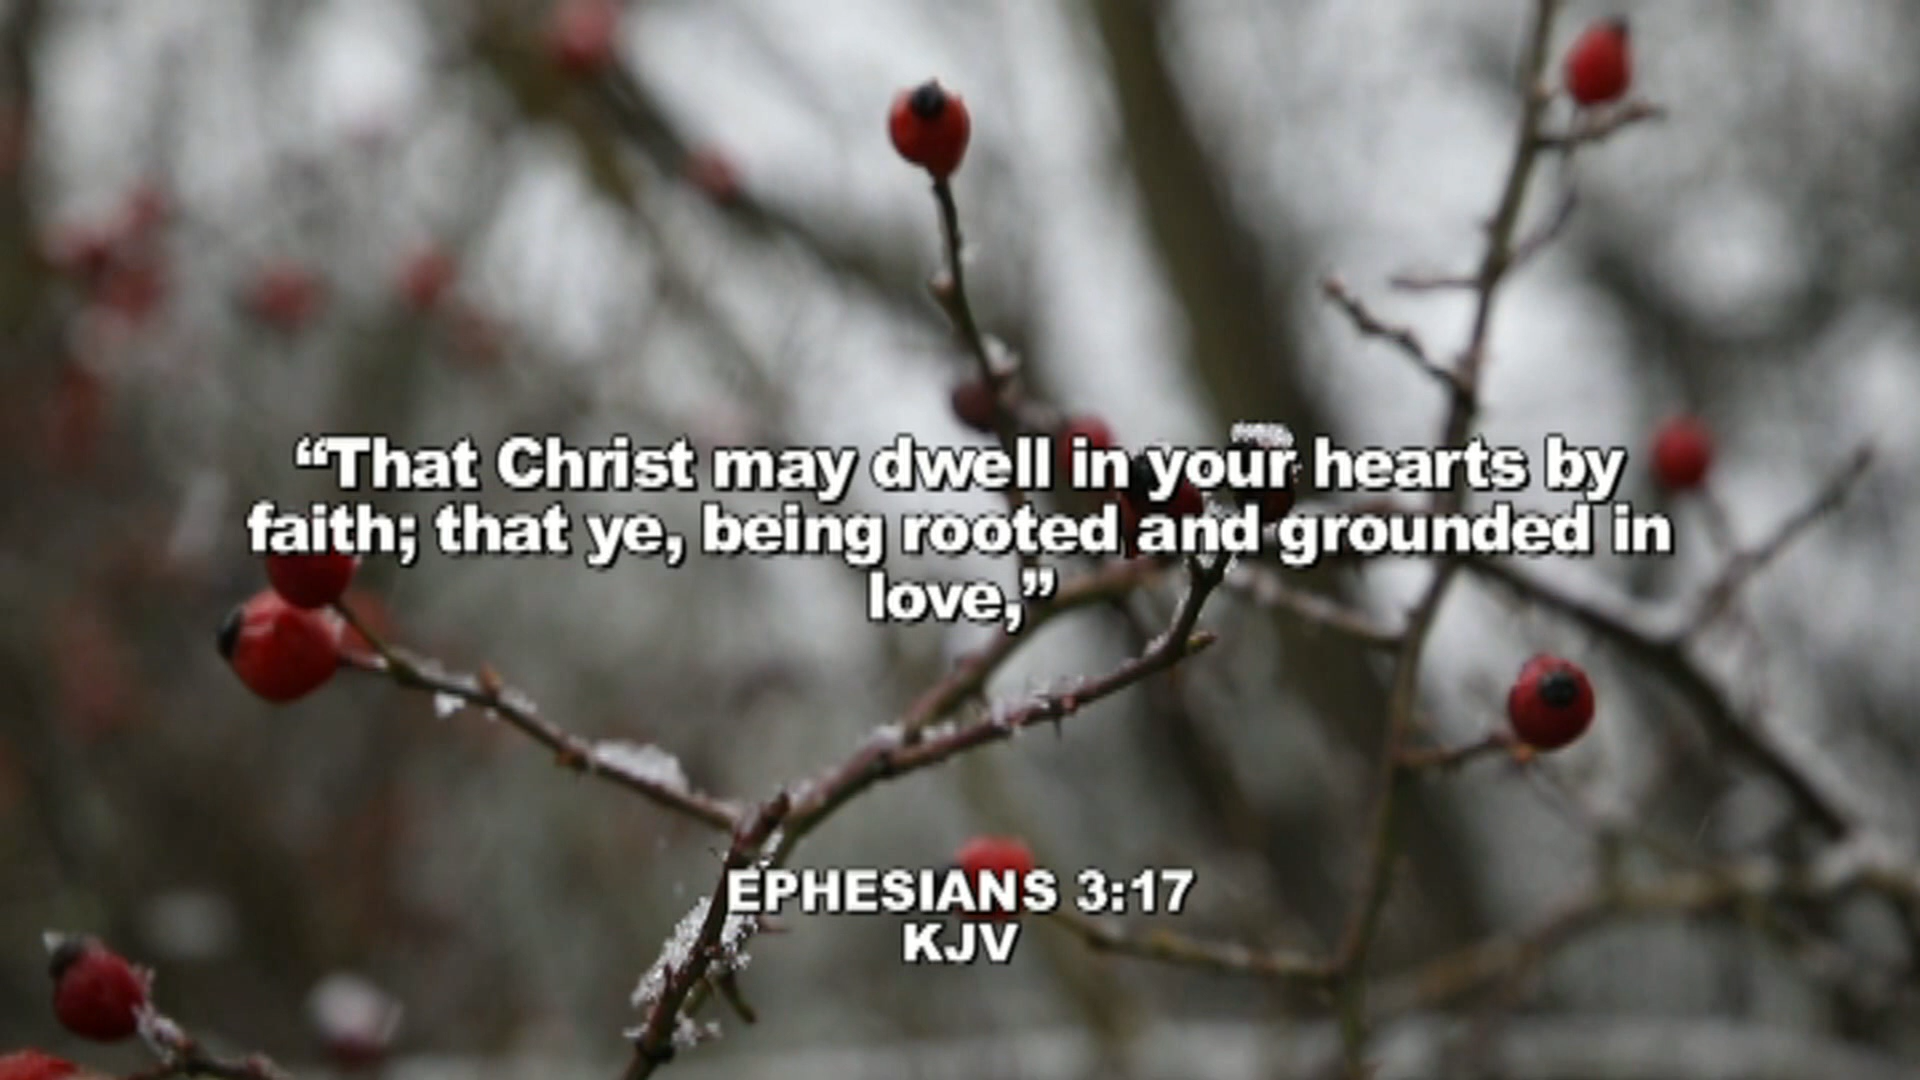 “That Christ may dwell in your hearts by
faith; that ye, being rooted and grounded in
love,”
EPHESIANS 3:17
KJV